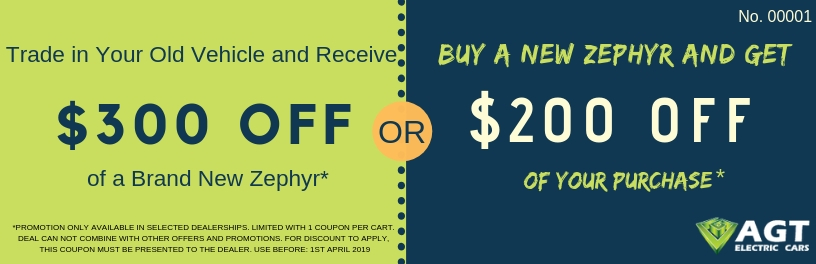 Trade in Your Old Vehicle and Receive
$300 OFF
of a Brand New Zephyr*
*PROMOTION ONLY AVAILABLE IN SELECTED DEALERSHIPS. LIMITED WITH 1 COUPON PER CART.
DEAL CAN NOT COMBINE WITH OTHER OFFERS AND PROMOTIONS. FOR DISCOUNT TO APPLY,
THIS COUPON MUST BE PRESENTED TO THE DEALER. USE BEFORE: 1ST APRIL 2019
OR
No. 00001
BUY A NEW ZEPHYR AND GET
$200 OFF
OF YOUR PURCHASE*
AGT
ELECTRIC CARS